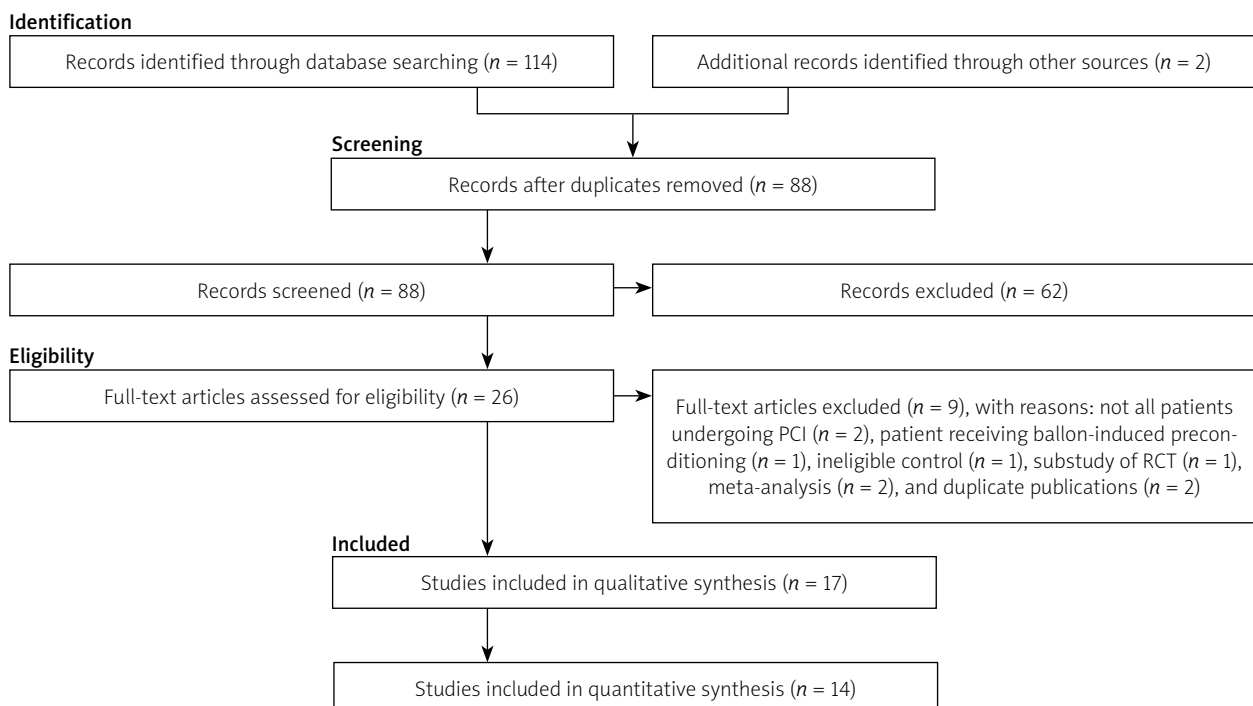 Identification
Records identified through database searching (n = 114)
Additional records identified through other sources (n = 2)
Screening
Records after duplicates removed (n = 88)
Records screened (n = 88)
Records excluded (n = 62)
Eligibility
Full-text articles assessed for eligibility (n = 26)
Full-text articles excluded (n = 9), with reasons: not all patients
undergoing PCI (n = 2), patient receiving ballon-induced precon-
ditioning (n = 1), ineligible control (n = 1), substudy of RCT (n = 1),
meta-analysis (n = 2), and duplicate publications (n = 2)
Included
Studies included in qualitative synthesis (n = 17)
Studies included in quantitative synthesis (n = 14)